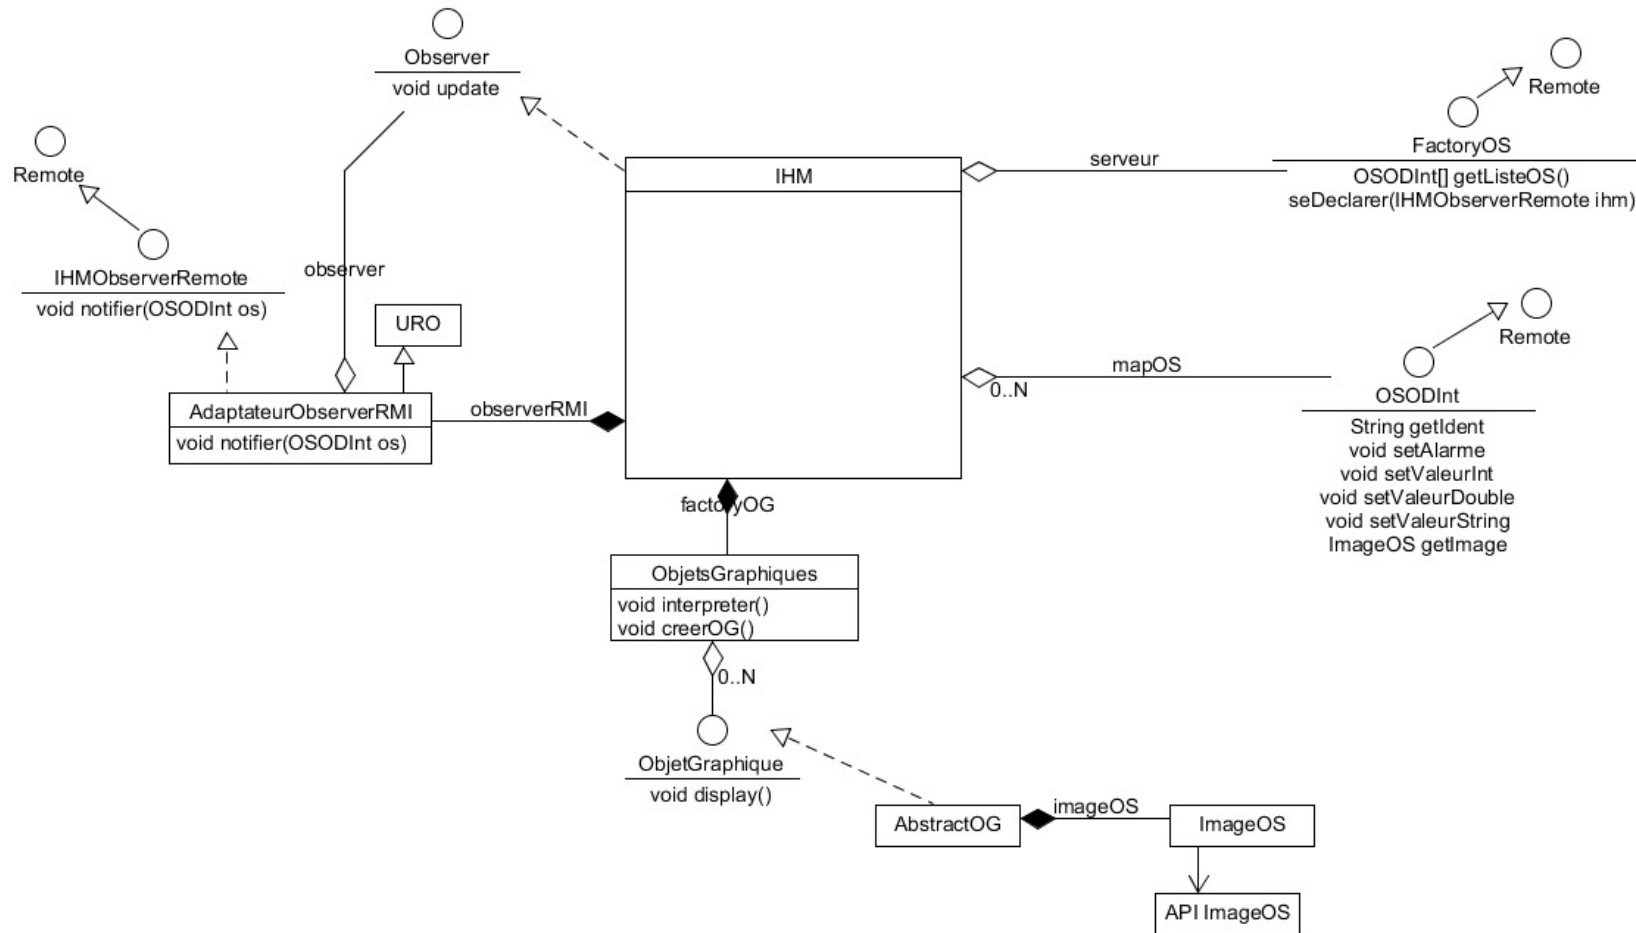 Observer
void update
Remote
Remote
IHMObserverRemote
void notifier(OSODInt os)
observer
URO
AdaptateurObserverRMI
void notifier(OSODInt os)
observerRMI
IHM
serveur
FactoryOS
OSODInt[] getListeOS()
seDeclarer(IHMObserverRemote ihm)
mapOS
0..N
Remote
OSODInt
String getIdent
void setAlarme
void setValeurInt
void setValeurDouble
void setValeurString
ImageOS getImage
factoryOG
ObjetsGraphiques
void interpreter()
void creerOG()
0..N
ObjetGraphique
void display()
AbstractOG
imageOS
ImageOS
API ImageOS